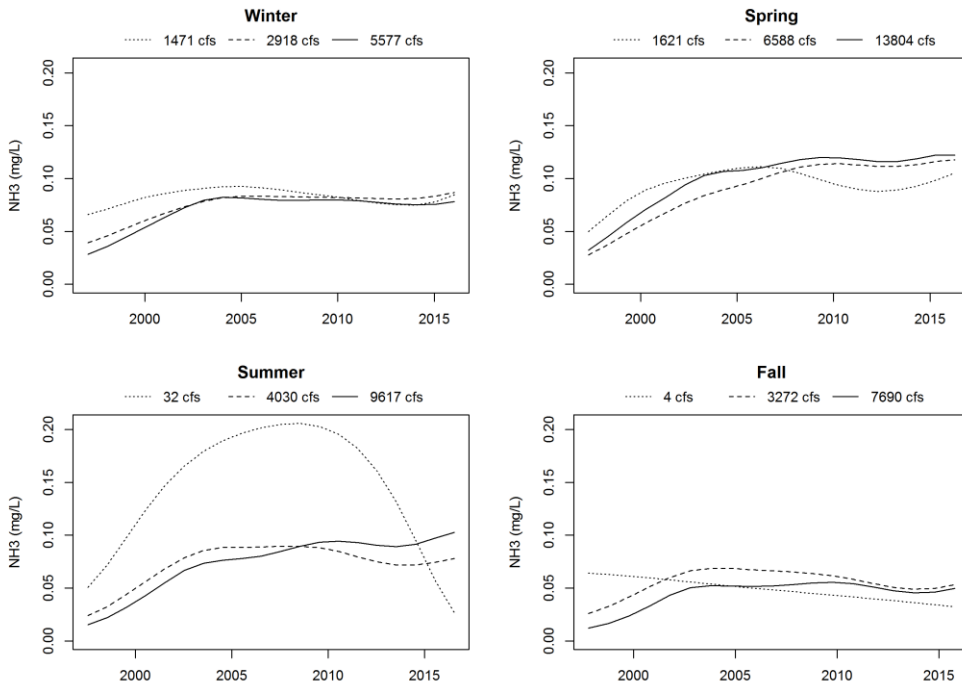 Winter
1471 cfs 2918 cfs 5577 cfs
NH3 (mg/L)
0.20
0.15
0.10
0.05
0.00
2000 2005 2010 2015
Spring
1621 cfs 6588 cfs 13804 cfs
NH3 (mg/L)
0.20
0.15
0.10
0.05
0.00
2000 2005 2010 2015
Summer
32 cfs 4030 cfs 9617 cfs
NH3 (mg/L)
0.20
0.15
0.10
0.05
0.00
2000 2005 2010 2015
Fall
4 cfs 3272 cfs 7690 cfs
NH3 (mg/L)
0.20
0.15
0.10
0.05
0.00
2000 2005 2010 2015